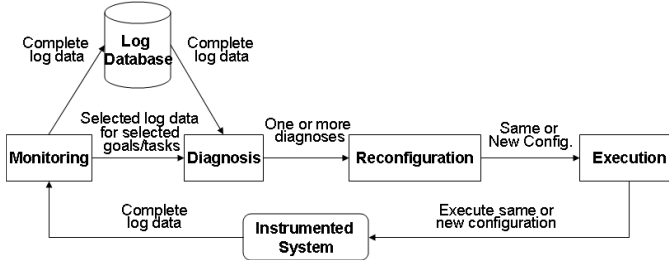 Complete
log data
Log
Database
Complete
log data
Selected log data
for selected
goals/tasks
One or more
diagnoses
Same or
New Config.
Monitoring
Diagnosis
Reconfiguration
Execution
Complete
log data
Instrumented
System
Execute same or
new configuration